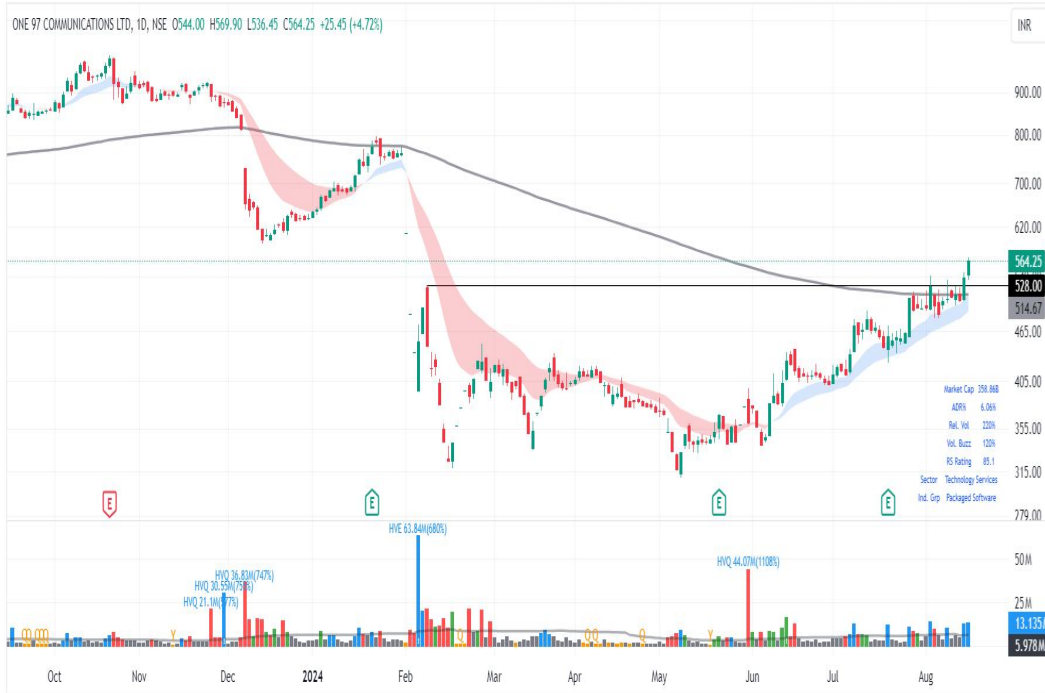 ONE 97 COMMUNICATIONS LTD, 1D, NSE O544.00 H569.90 L536.45 C564.25 +25.45 (+4.72%)
INR
900.00
800.00
700.00
620.00
564.25
528.00
514.67
465.00
405.00
355.00
315.00
279.00
Market Cap 358.86B
ADR% 6.06%
Rel. Vol 220%
Vol. Buzz 120%
RS Rating 85.1
Sector Technology Services
Ind. Grp Packaged Software
E
E
E
E
HVE 63.84M(680%)
HVQ 44.07M(1108%)
HVQ 36.83M(747%)
HVQ 21.1M
50M
25M
13.135M
5.978M
Oct Nov Dec 2024 Feb Mar Apr May Jun Jul Aug